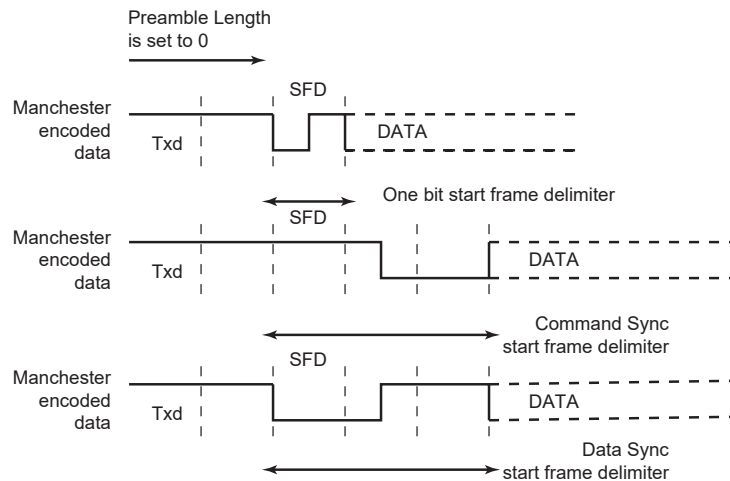 Preamble Length
is set to 0
SFD
Manchester
encoded
data
Txd
DATA
One bit start frame delimiter
SFD
Manchester
encoded
data
Txd
DATA
Command Sync
start frame delimiter
SFD
Manchester
encoded
data
Txd
DATA
Data Sync
start frame delimiter